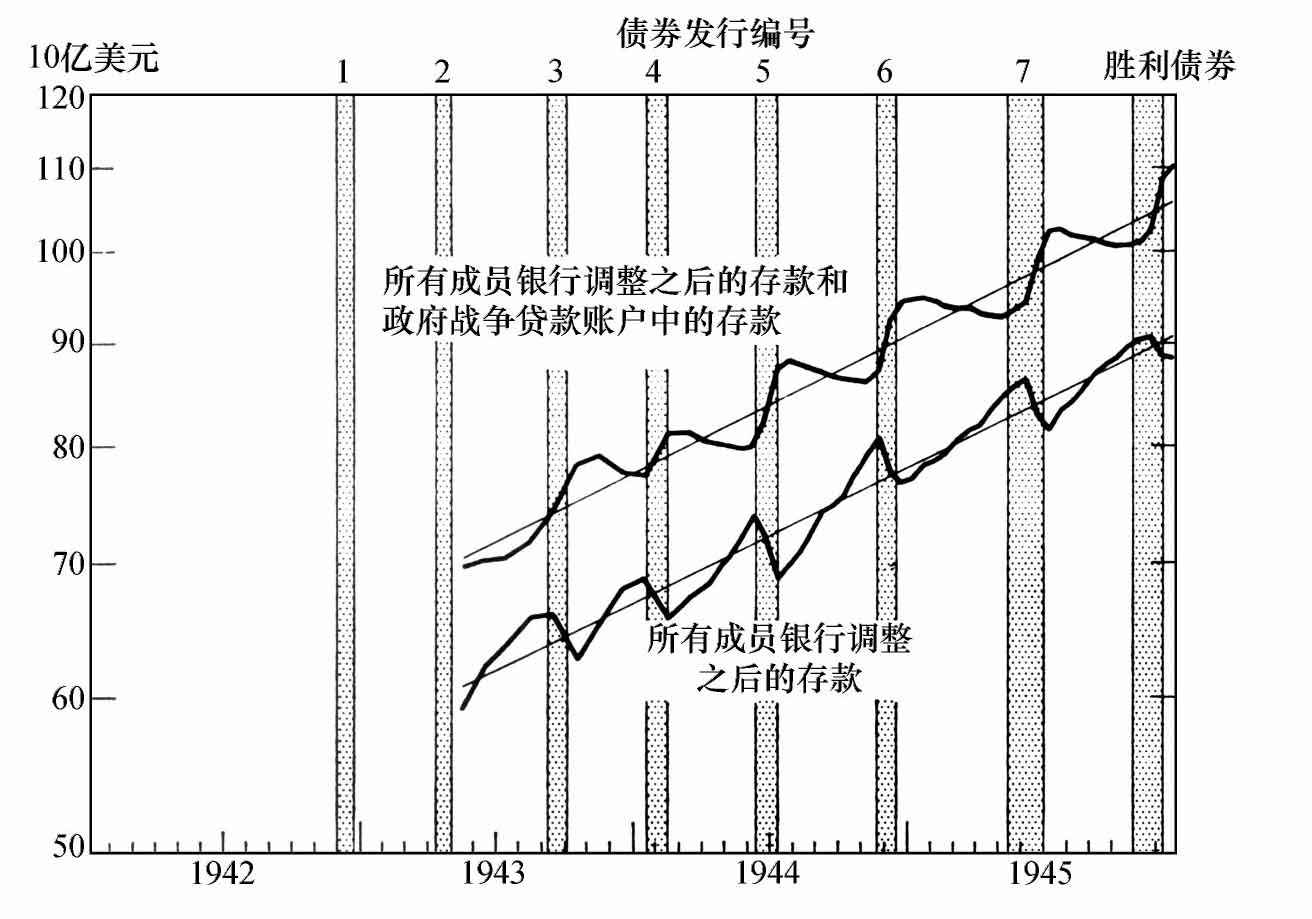 债券发行编号
10亿美元
1 2 3 4 5 6 7 胜利债券
120
110
100
90
80
70
60
50
所有成员银行调整之后的存款和
政府战争贷款账户中的存款
所有成员银行调整
之后的存款
1942 1943 1944 1945